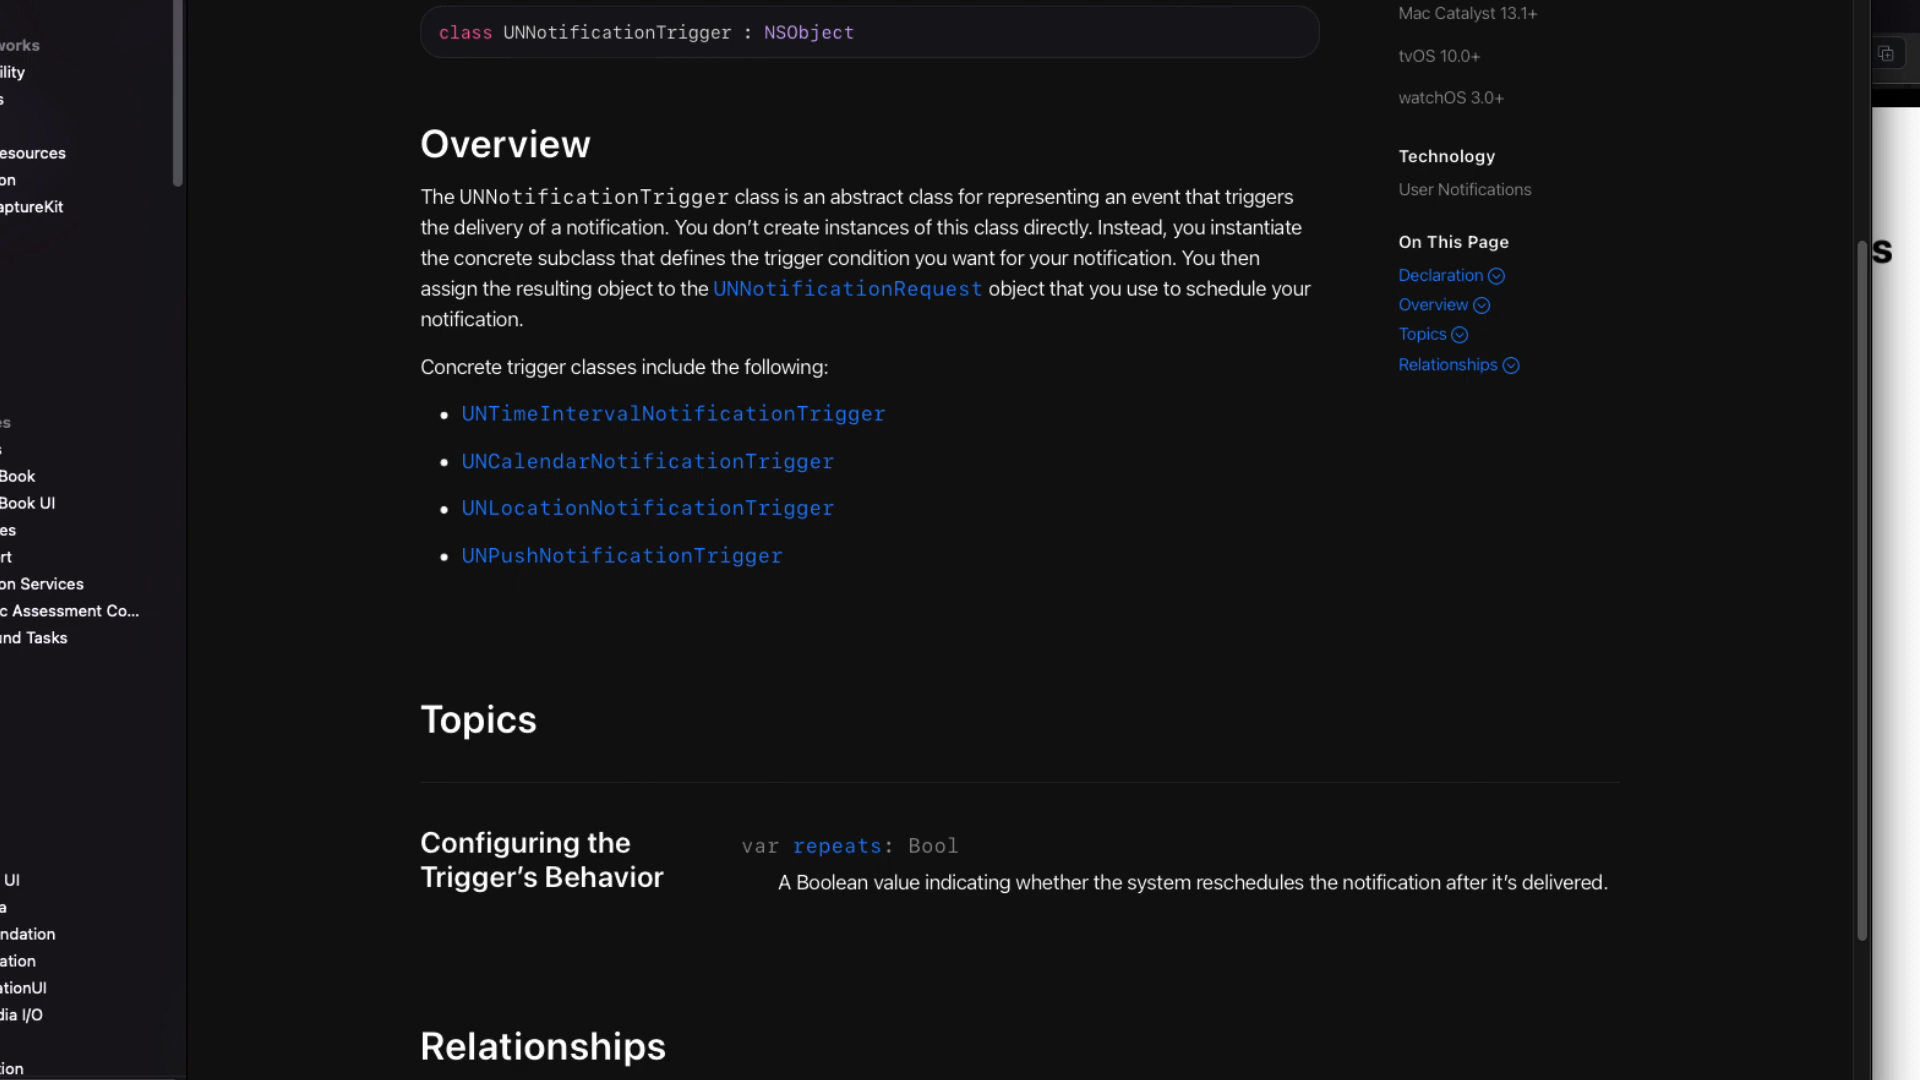 works
ility
s
esources
on
aptureKit
es
s
Book
Book UI
es
rt
on Services
c Assessment Co...
und Tasks
UI
a
ndation
ation
ationUI
dia I/O
tion
class UNNotificationTrigger : NSObject
Overview
The UNNotificationTrigger class is an abstract class for representing an event that triggers
the delivery of a notification. You don’t create instances of this class directly. Instead, you instantiate
the concrete subclass that defines the trigger condition you want for your notification. You then
assign the resulting object to the UNNotificationRequest object that you use to schedule your
notification.
Concrete trigger classes include the following:
• UNTimeIntervalNotificationTrigger
• UNCalendarNotificationTrigger
• UNLocationNotificationTrigger
• UNPushNotificationTrigger
Topics
Configuring the
Trigger’s Behavior
var repeats: Bool
A Boolean value indicating whether the system reschedules the notification after it’s delivered.
Relationships
Mac Catalyst 13.1+
tvOS 10.0+
watchOS 3.0+
Technology
User Notifications
On This Page
Declaration
Overview
Topics
Relationships
s